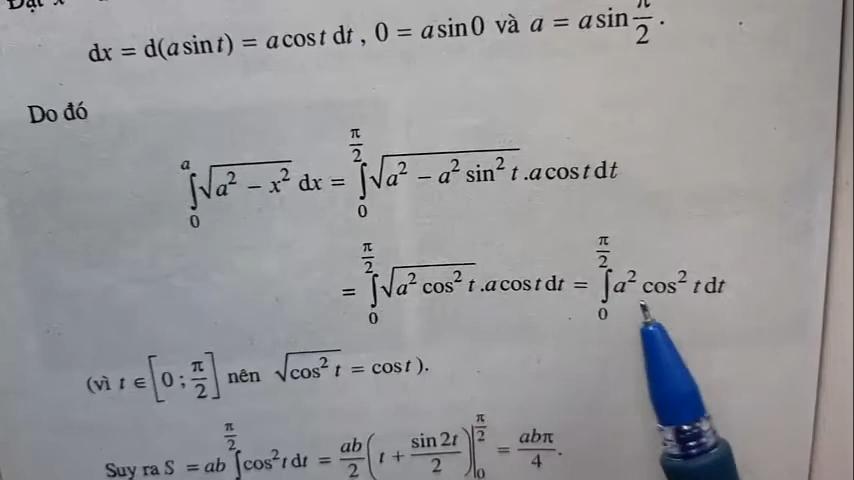 Đặt x
dx = d(a sin t) = a cos t dt , 0 = a sin 0 và a = a sin π/2 .
Do đó
∫₀ᵃ √(a² − x²) dx = ∫₀^(π/2) √(a² − a² sin² t) . a cos t dt
= ∫₀^(π/2) √(a² cos² t) . a cos t dt = ∫₀^(π/2) a² cos² t dt
(vì t ∈ [0 ; π/2] nên √(cos² t) = cos t ).
Suy ra S = ab ∫₀^(π/2) cos² t dt = ab/2 (t + sin 2t/2) |₀^(π/2) = abπ/4 .